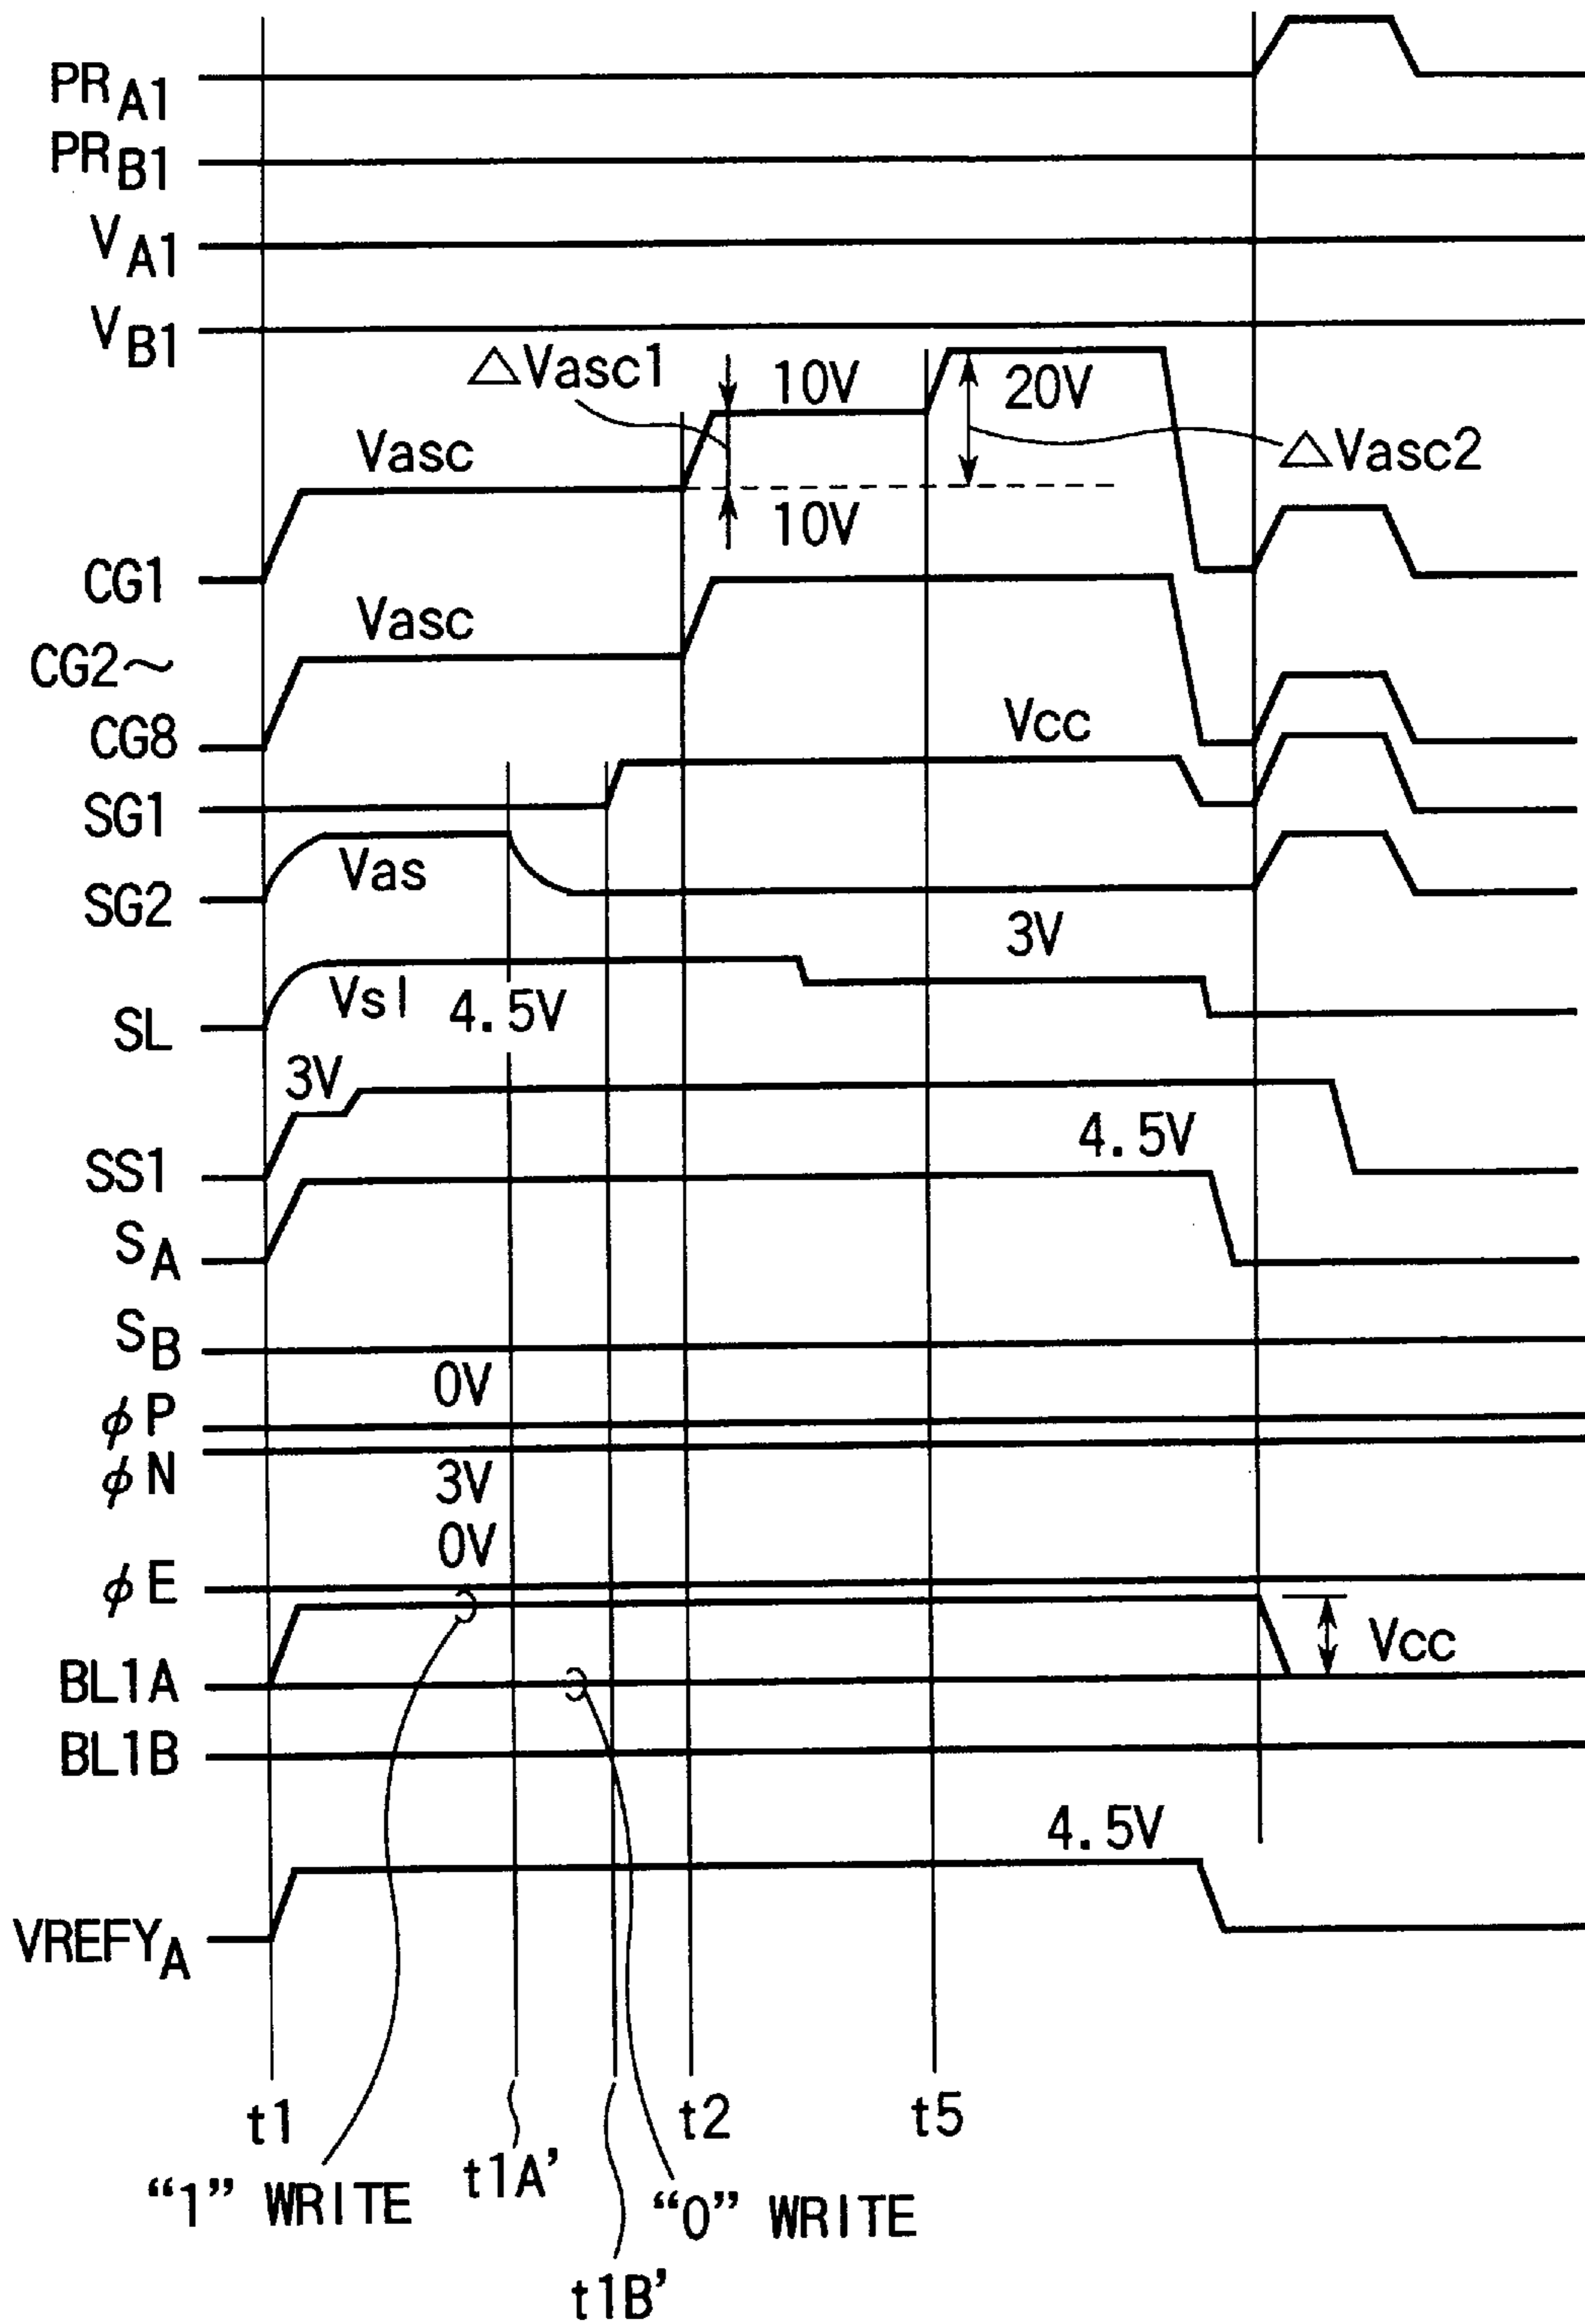 PRA1
PRB1
VA1
VB1
△Vasc1
10V
20V
Vasc
△Vasc2
10V
CG1
Vasc
CG2~
CG8
Vcc
SG1
Vas
SG2
3V
Vsl 4.5V
SL
3V
SS1
4.5V
SA
SB
0V
φP
φN
3V
0V
φE
Vcc
BL1A
BL1B
4.5V
VREFYA
t1
t2
t5
t1A’
“1” WRITE
“0” WRITE
t1B’